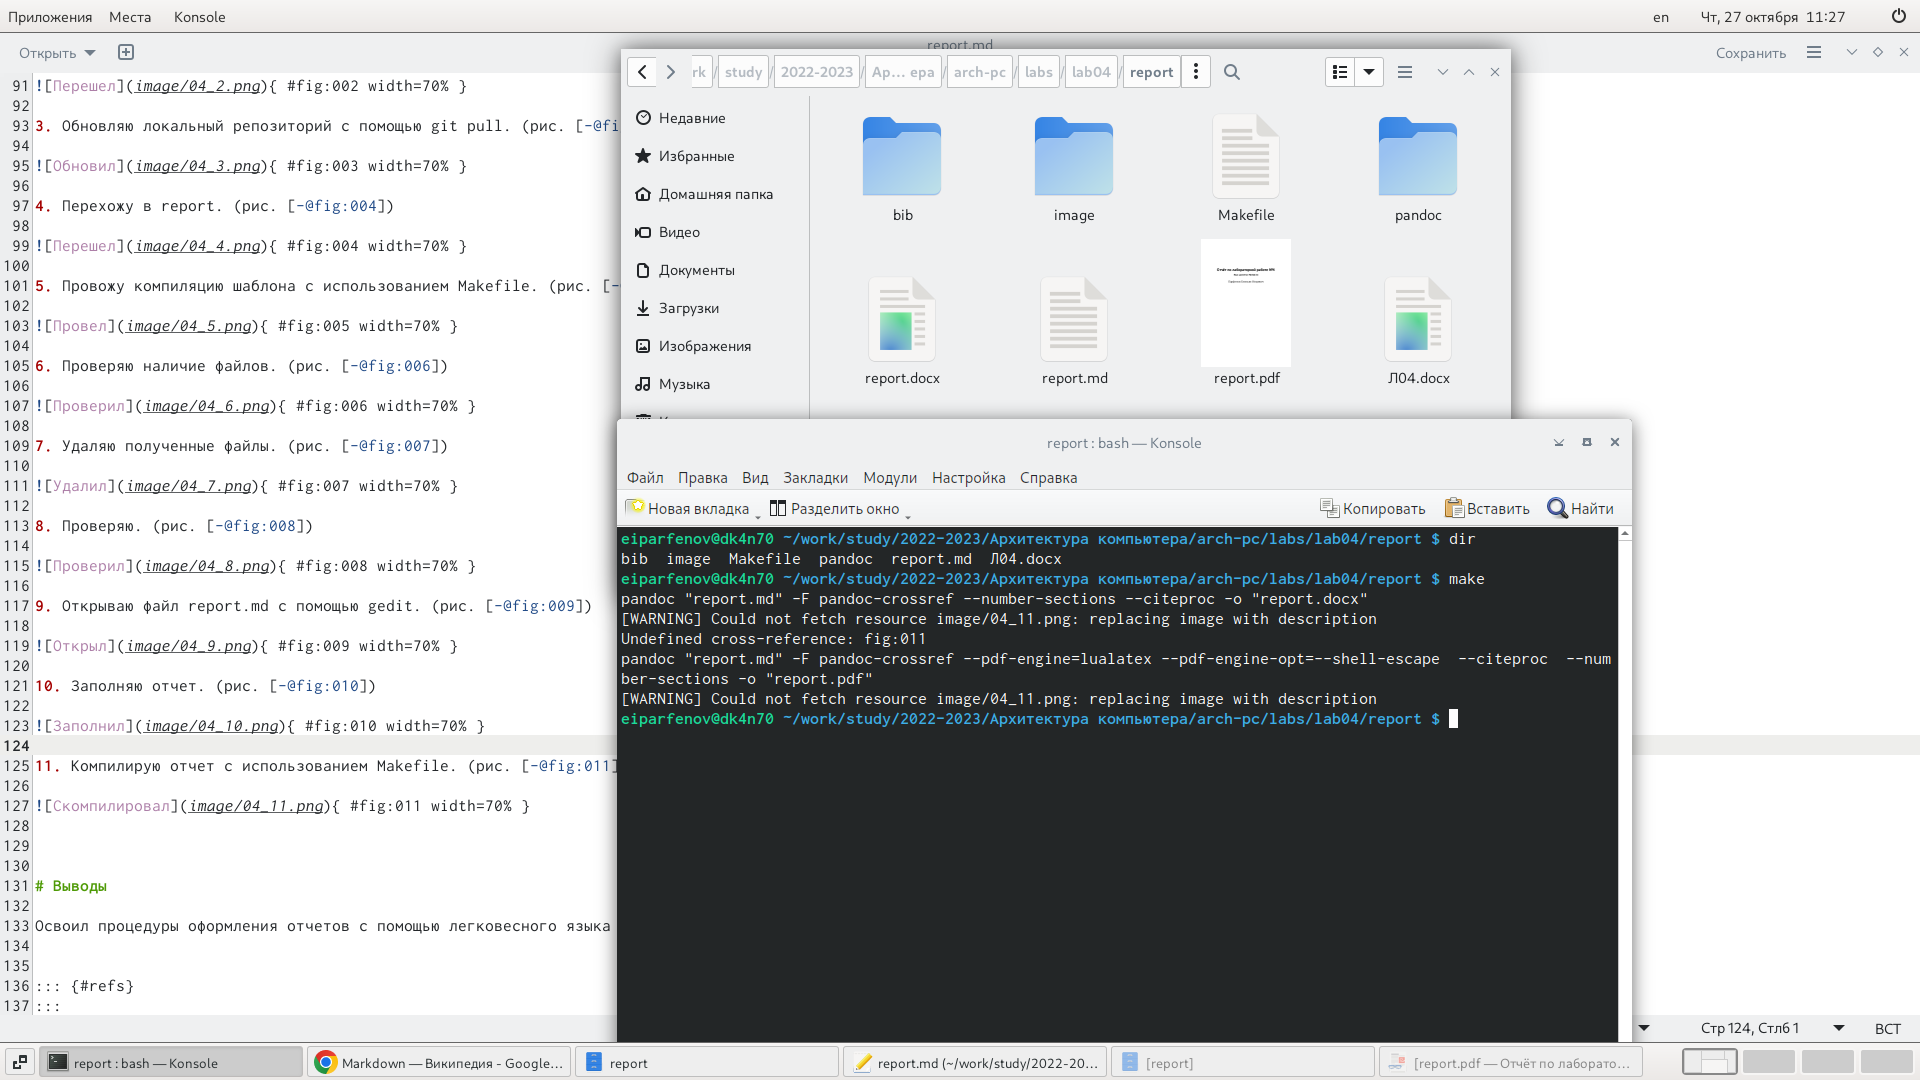 Приложения Места Konsole en Чт, 27 октября 11:27
Открыть report.md Сохранить
91 ![Перешел](image/04_2.png){ #fig:002 width=70% }
92
93 3. Обновляю локальный репозиторий с помощью git pull. (рис. [-@fi
94
95 ![Обновил](image/04_3.png){ #fig:003 width=70% }
96
97 4. Перехожу в report. (рис. [-@fig:004])
98
99 ![Перешел](image/04_4.png){ #fig:004 width=70% }
100
101 5. Провожу компиляцию шаблона с использованием Makefile. (рис. [-
102
103 ![Провел](image/04_5.png){ #fig:005 width=70% }
104
105 6. Проверяю наличие файлов. (рис. [-@fig:006])
106
107 ![Проверил](image/04_6.png){ #fig:006 width=70% }
108
109 7. Удаляю полученные файлы. (рис. [-@fig:007])
110
111 ![Удалил](image/04_7.png){ #fig:007 width=70% }
112
113 8. Проверяю. (рис. [-@fig:008])
114
115 ![Проверил](image/04_8.png){ #fig:008 width=70% }
116
117 9. Открываю файл report.md с помощью gedit. (рис. [-@fig:009])
118
119 ![Открыл](image/04_9.png){ #fig:009 width=70% }
120
121 10. Заполняю отчет. (рис. [-@fig:010])
122
123 ![Заполнил](image/04_10.png){ #fig:010 width=70% }
124
125 11. Компилирую отчет с использованием Makefile. (рис. [-@fig:011]
126
127 ![Скомпилировал](image/04_11.png){ #fig:011 width=70% }
128
129
130
131 # Выводы
132
133 Освоил процедуры оформления отчетов с помощью легковесного языка
134
135
136 ::: {#refs}
137 :::
rk / study / 2022-2023 / Ар… ера / arch-pc / labs / lab04 / report
Недавние
Избранные
Домашняя папка
Видео
Документы
Загрузки
Изображения
Музыка
bib image Makefile pandoc
report.docx report.md report.pdf Л04.docx
report : bash — Konsole
Файл Правка Вид Закладки Модули Настройка Справка
Новая вкладка Разделить окно Копировать Вставить Найти
eiparfenov@dk4n70 ~/work/study/2022-2023/Архитектура компьютера/arch-pc/labs/lab04/report $ dir
bib image Makefile pandoc report.md Л04.docx
eiparfenov@dk4n70 ~/work/study/2022-2023/Архитектура компьютера/arch-pc/labs/lab04/report $ make
pandoc "report.md" -F pandoc-crossref --number-sections --citeproc -o "report.docx"
[WARNING] Could not fetch resource image/04_11.png: replacing image with description
Undefined cross-reference: fig:011
pandoc "report.md" -F pandoc-crossref --pdf-engine=lualatex --pdf-engine-opt=--shell-escape --citeproc --num
ber-sections -o "report.pdf"
[WARNING] Could not fetch resource image/04_11.png: replacing image with description
eiparfenov@dk4n70 ~/work/study/2022-2023/Архитектура компьютера/arch-pc/labs/lab04/report $
Стр 124, Стлб 1 ВСТ
report : bash — Konsole
Markdown — Википедия - Google…
report
report.md (~/work/study/2022-20…
[report]
[report.pdf — Отчёт по лаборато…